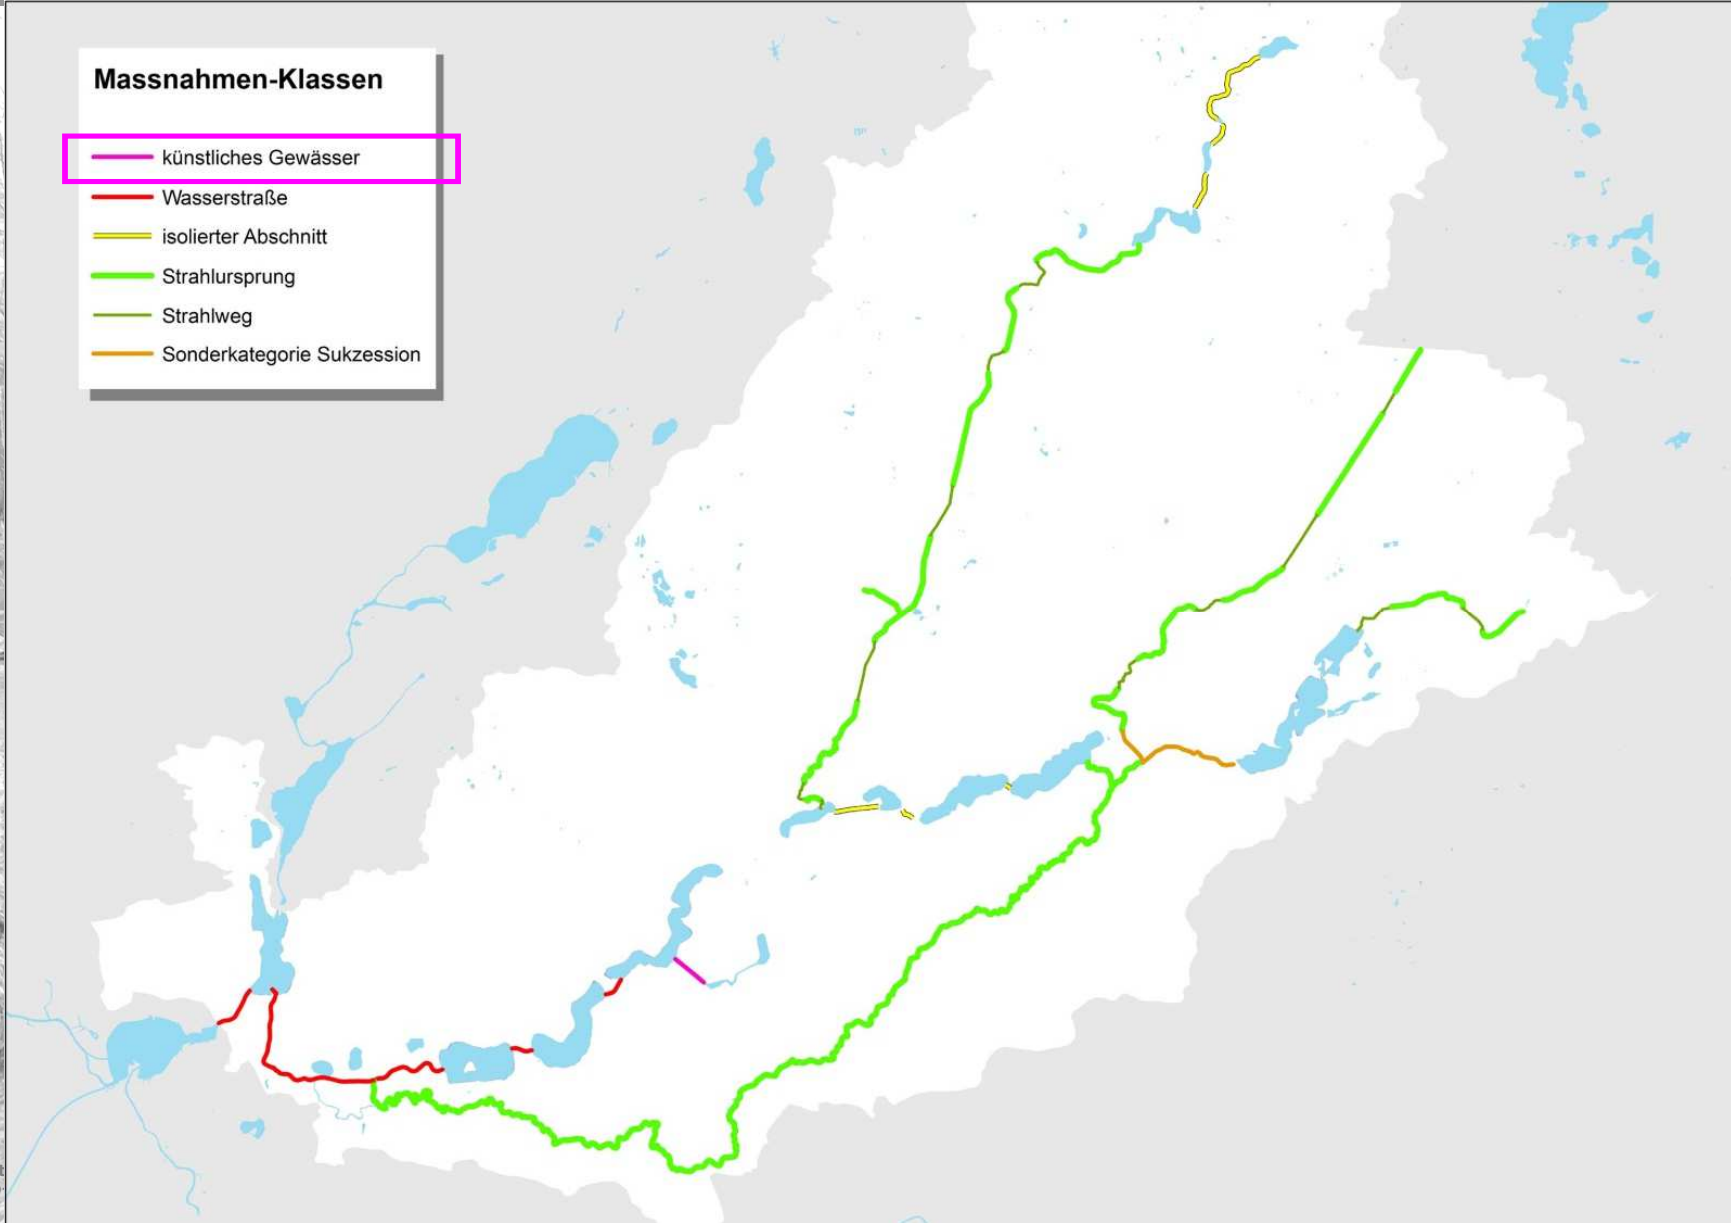 Massnahmen-Klassen
künstliches Gewässer
Wasserstraße
isolierter Abschnitt
Strahlursprung
Strahlweg
Sonderkategorie Sukzession